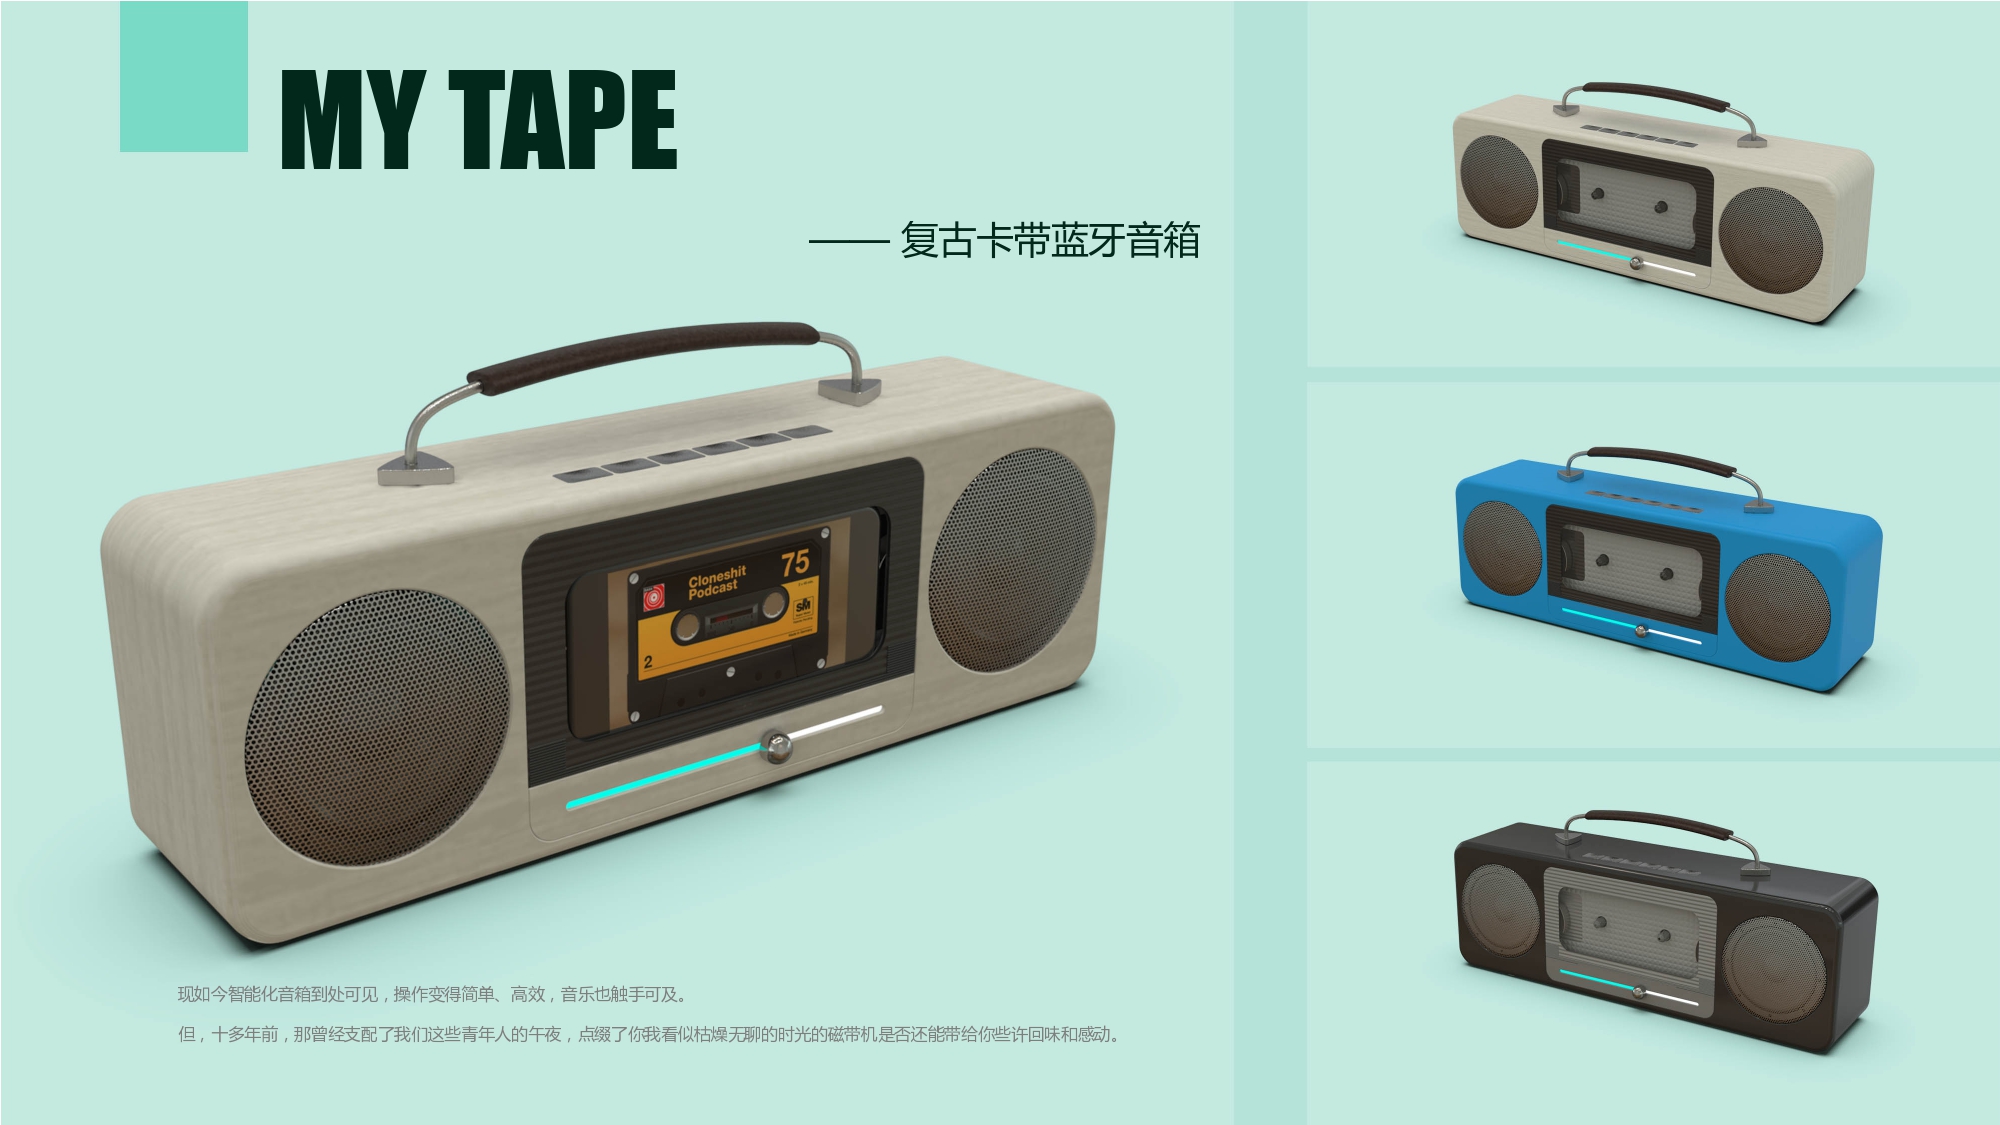 MY TAPE
—— 复古卡带蓝牙音箱
Cloneshit
Podcast
75
SM
2
现如今智能化音箱到处可见，操作变得简单、高效，音乐也触手可及。
但，十多年前，那曾经支配了我们这些青年人的午夜，点缀了你我看似枯燥无聊的时光的磁带机是否还能带给你些许回味和感动。